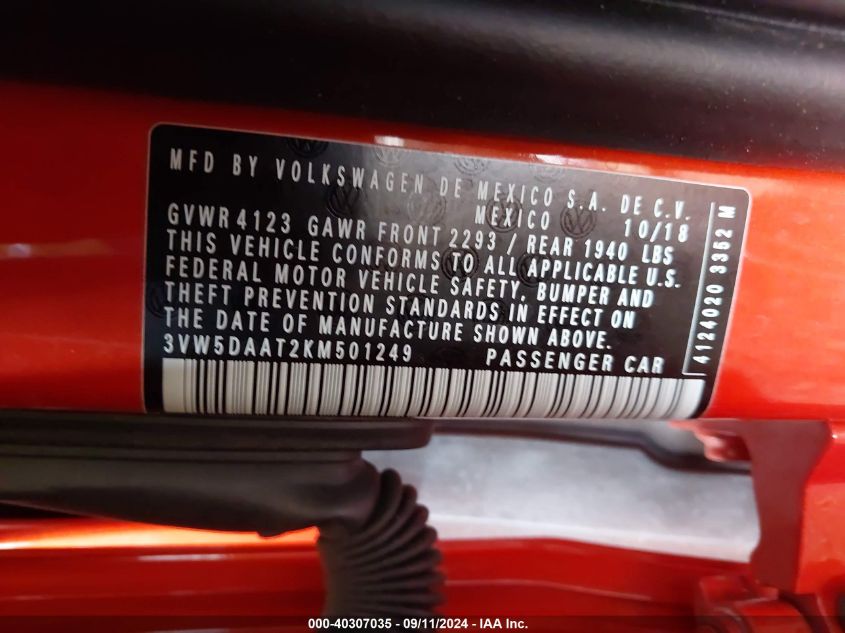 MFD BY VOLKSWAGEN DE MEXICO S.A. DE C.V.
MEXICO 10/18
GVWR 4123 GAWR FRONT 2293 / REAR 1940 LBS
THIS VEHICLE CONFORMS TO ALL APPLICABLE U.S.
FEDERAL MOTOR VEHICLE SAFETY, BUMPER AND
THEFT PREVENTION STANDARDS IN EFFECT ON
THE DATE OF MANUFACTURE SHOWN ABOVE.
3VW5DAAT2KM501249 PASSENGER CAR
4124020 3352 M
000-40307035 - 09/11/2024 - IAA Inc.